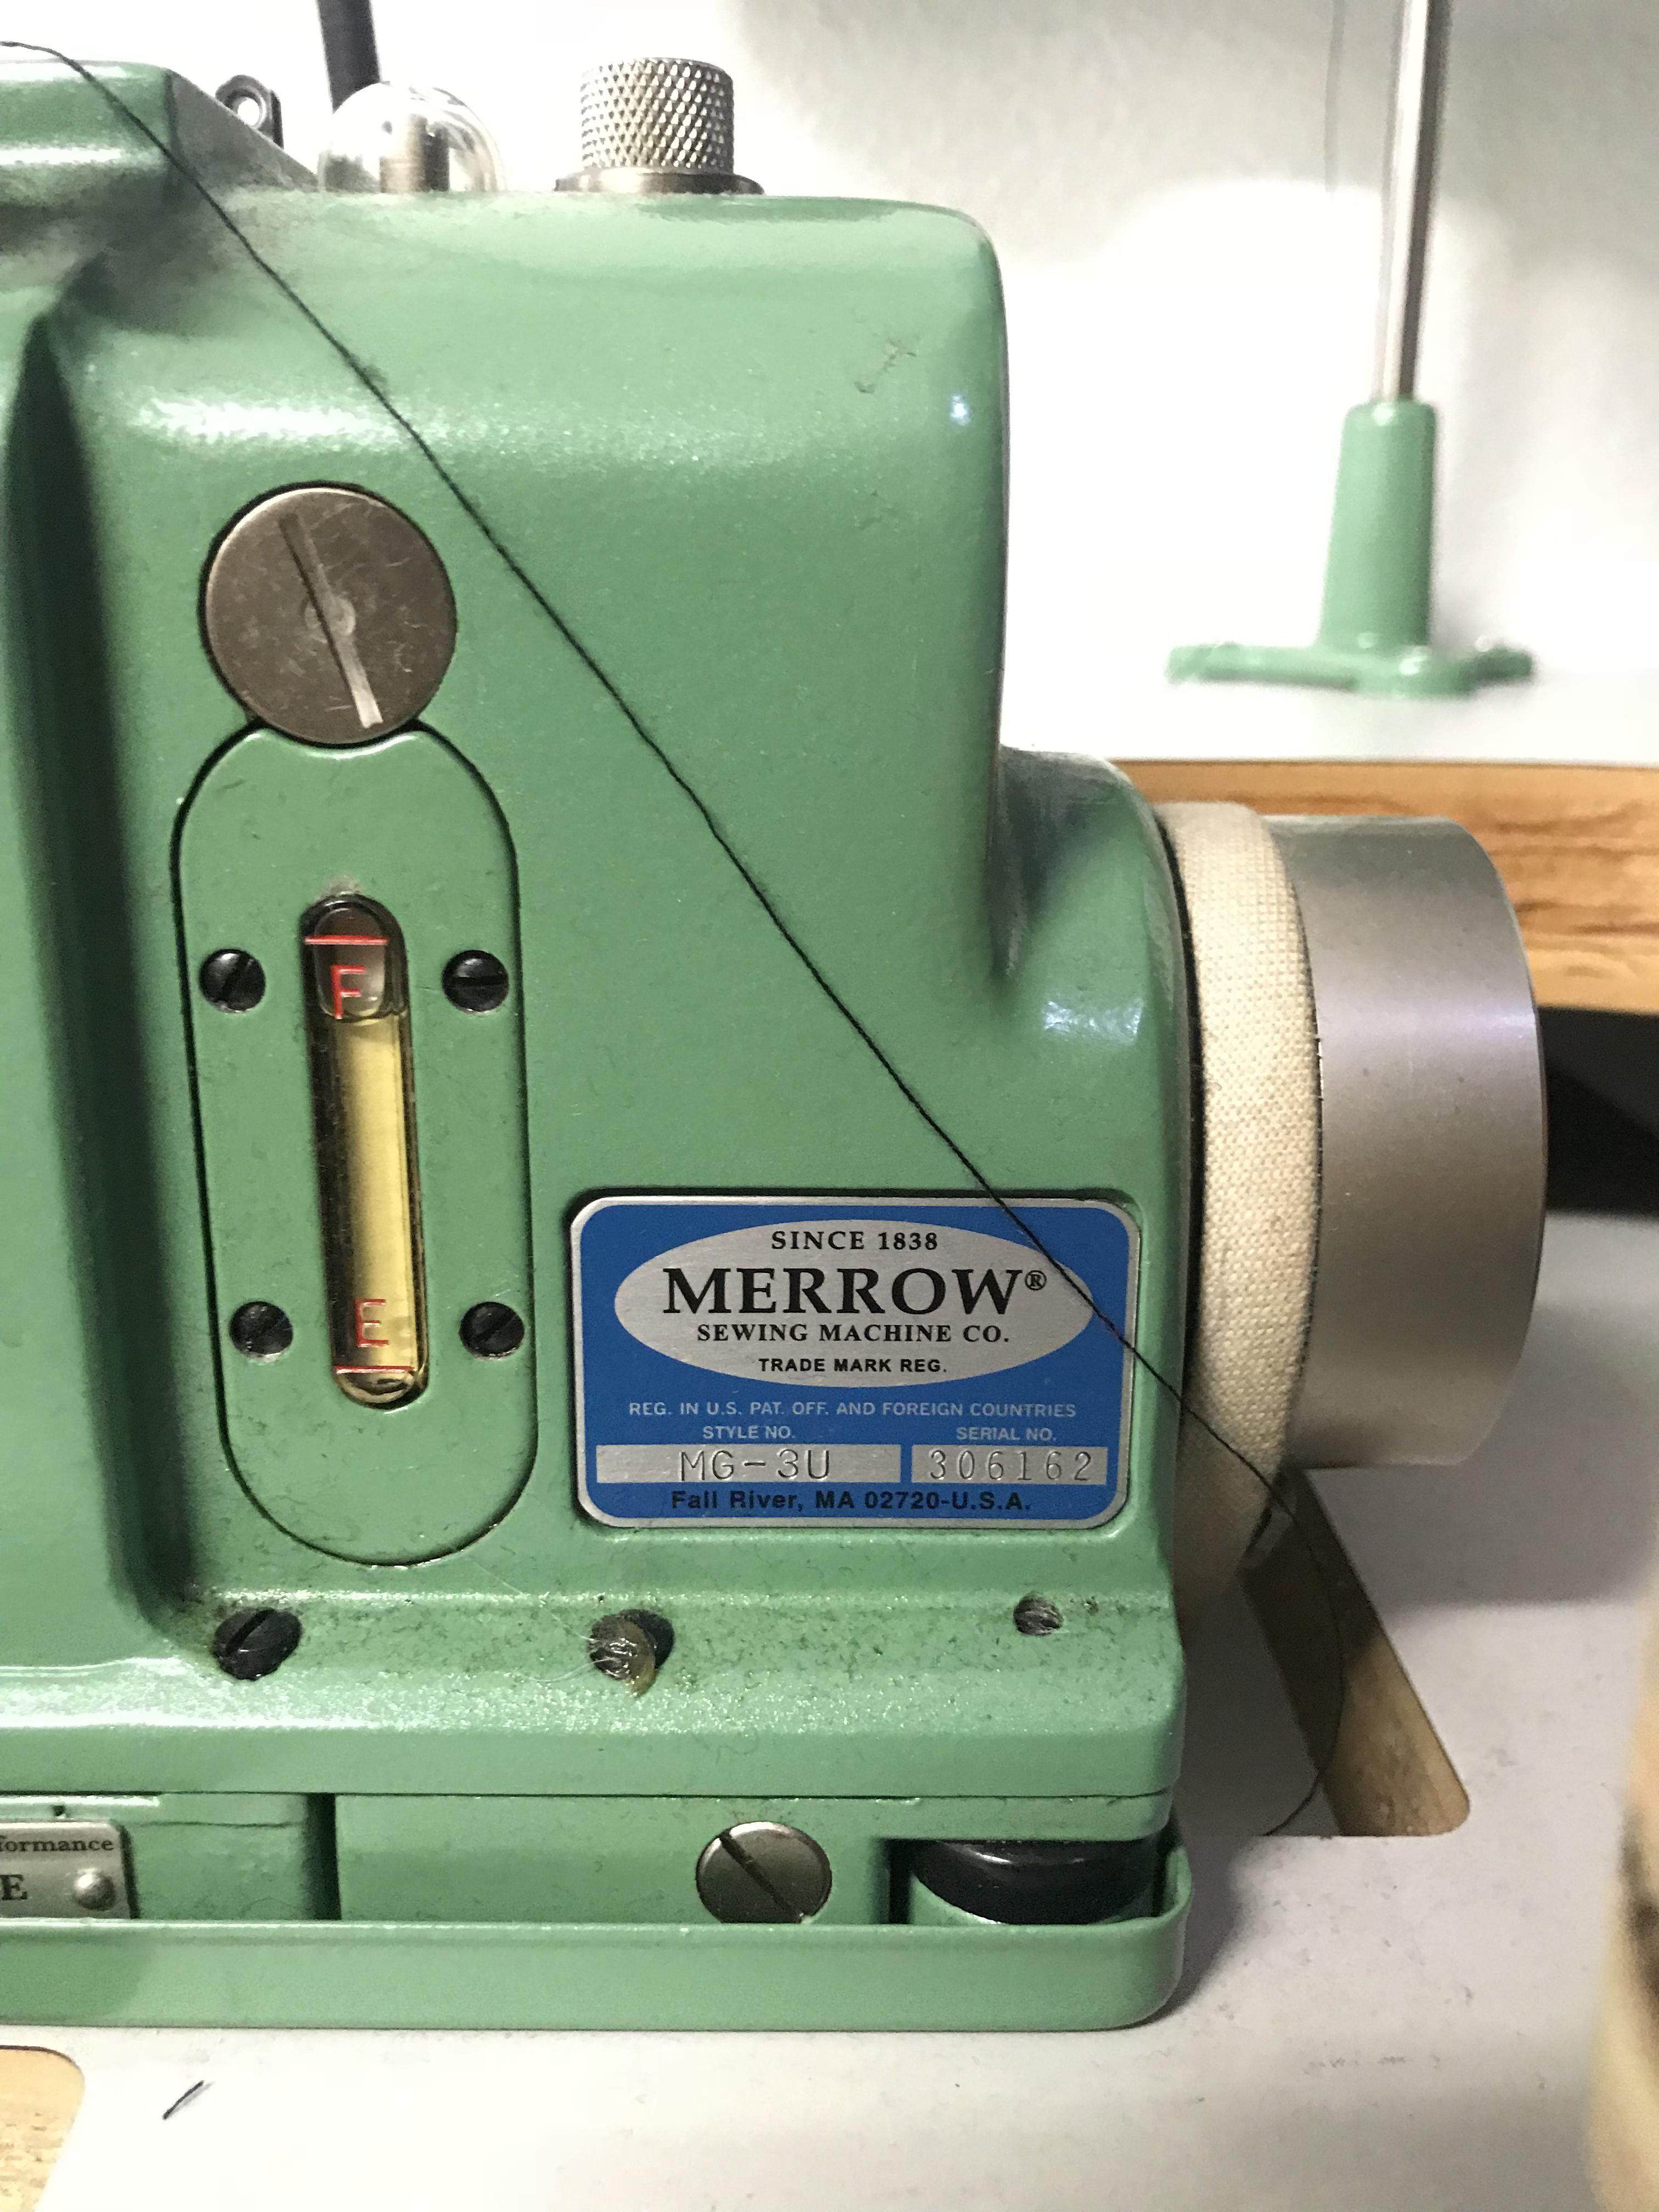 F
E
SINCE 1838
MERROW®
SEWING MACHINE CO.
TRADE MARK REG.
REG. IN U.S. PAT. OFF. AND FOREIGN COUNTRIES
STYLE NO. SERIAL NO.
MG-3U 306162
Fall River, MA 02720-U.S.A.
formance
E